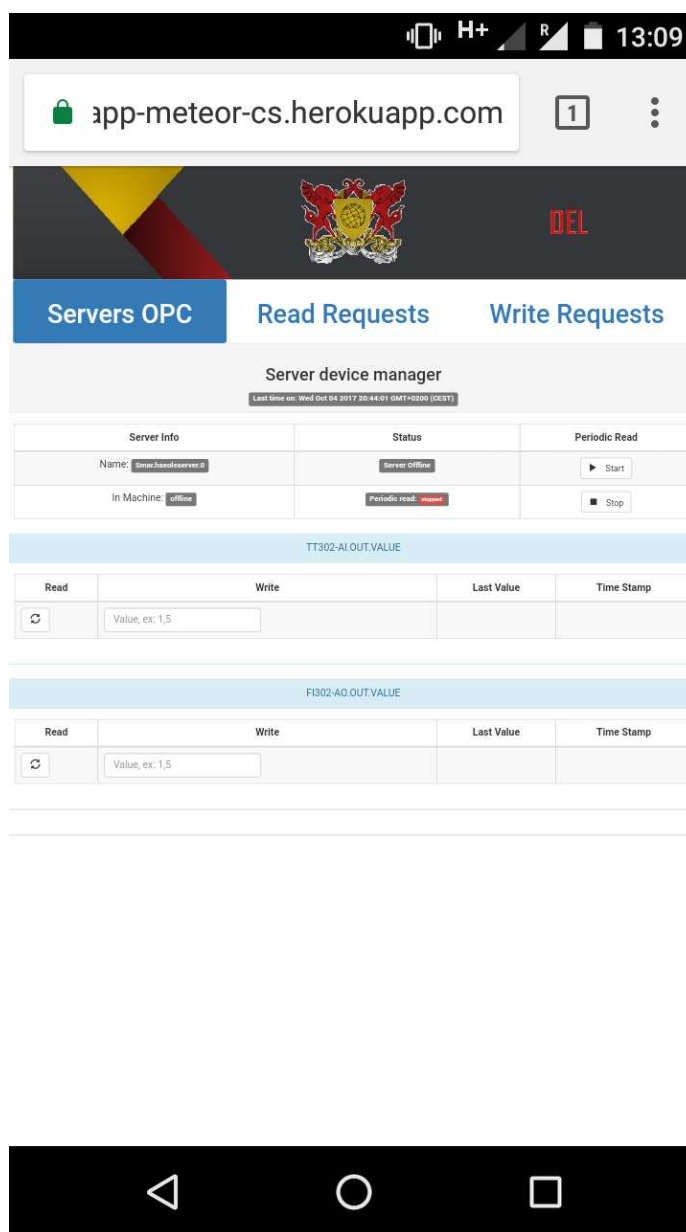 H+ R 13:09
app-meteor-cs.herokuapp.com 1
DEL
Servers OPC Read Requests Write Requests
Server device manager
Last time on: Wed Oct 04 2017 20:44:01 GMT+0200 (CEST)
Server Info Status Periodic Read
Name: Smar.hseoleserver.0 Server Offline Start
In Machine: offline Periodic read: stopped Stop
TT302-AI.OUT.VALUE
Read Write Last Value Time Stamp
Value, ex: 1,5
FI302-AO.OUT.VALUE
Read Write Last Value Time Stamp
Value, ex: 1,5